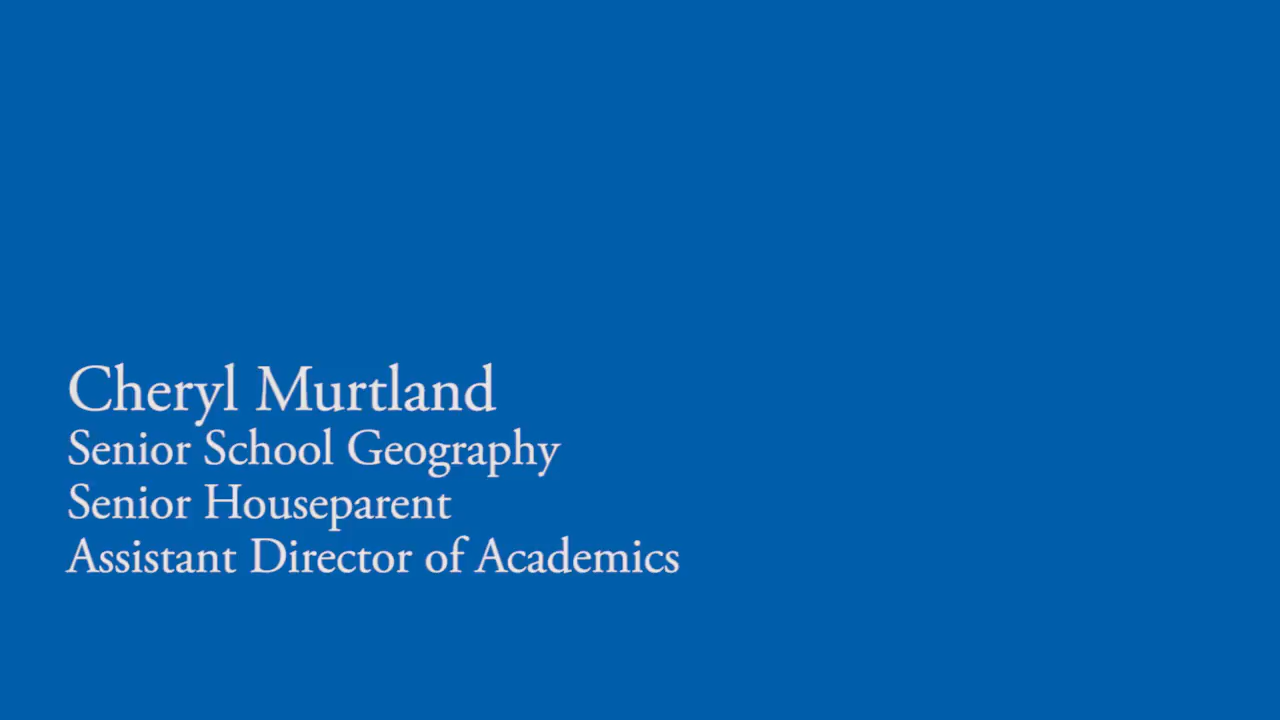 Cheryl Murtland
Senior School Geography
Senior Houseparent
Assistant Director of Academics